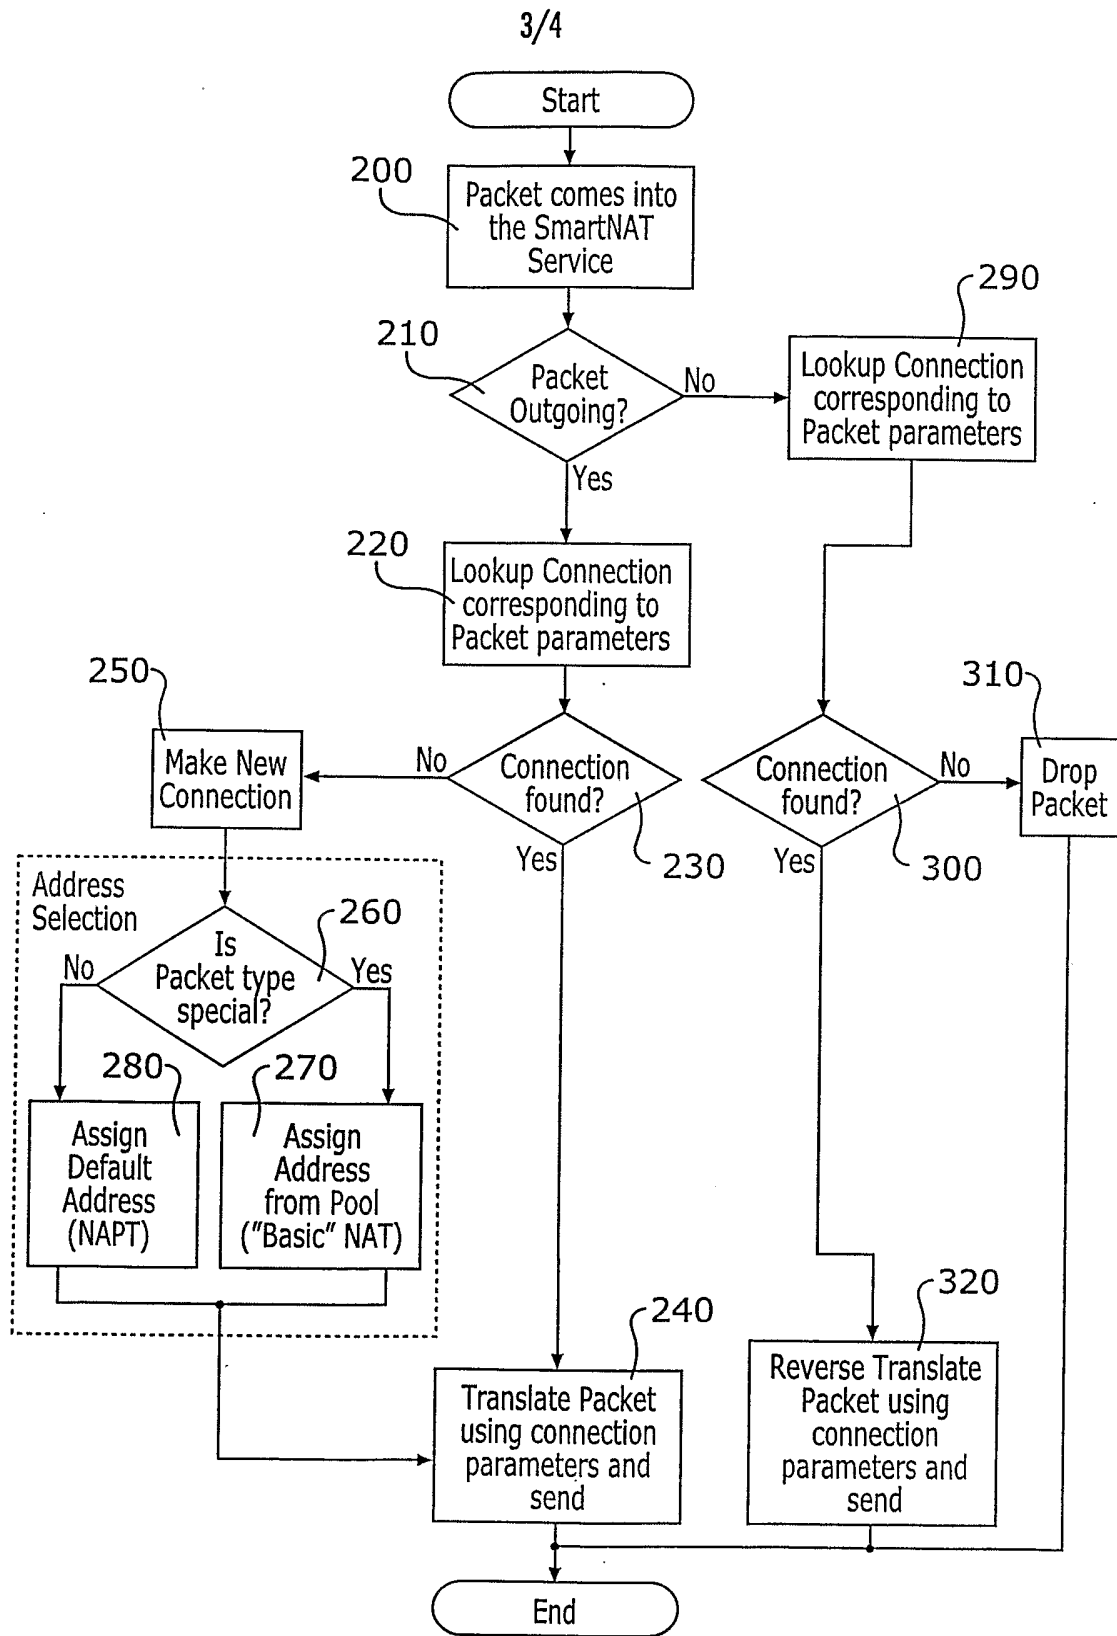 3/4
Start
200
Packet comes into
the SmartNAT
Service
290
210
Packet
Outgoing?
No
Lookup Connection
corresponding to
Packet parameters
Yes
220
Lookup Connection
corresponding to
Packet parameters
250
310
Make New
Connection
No
Connection
found?
Connection
found?
No
Drop
Packet
Yes
230
Yes
300
Address
Selection
260
Is
Packet type
special?
No
Yes
280
270
Assign
Default
Address
(NAPT)
Assign
Address
from Pool
("Basic" NAT)
240
320
Translate Packet
using connection
parameters and
send
Reverse Translate
Packet using
connection
parameters and
send
End